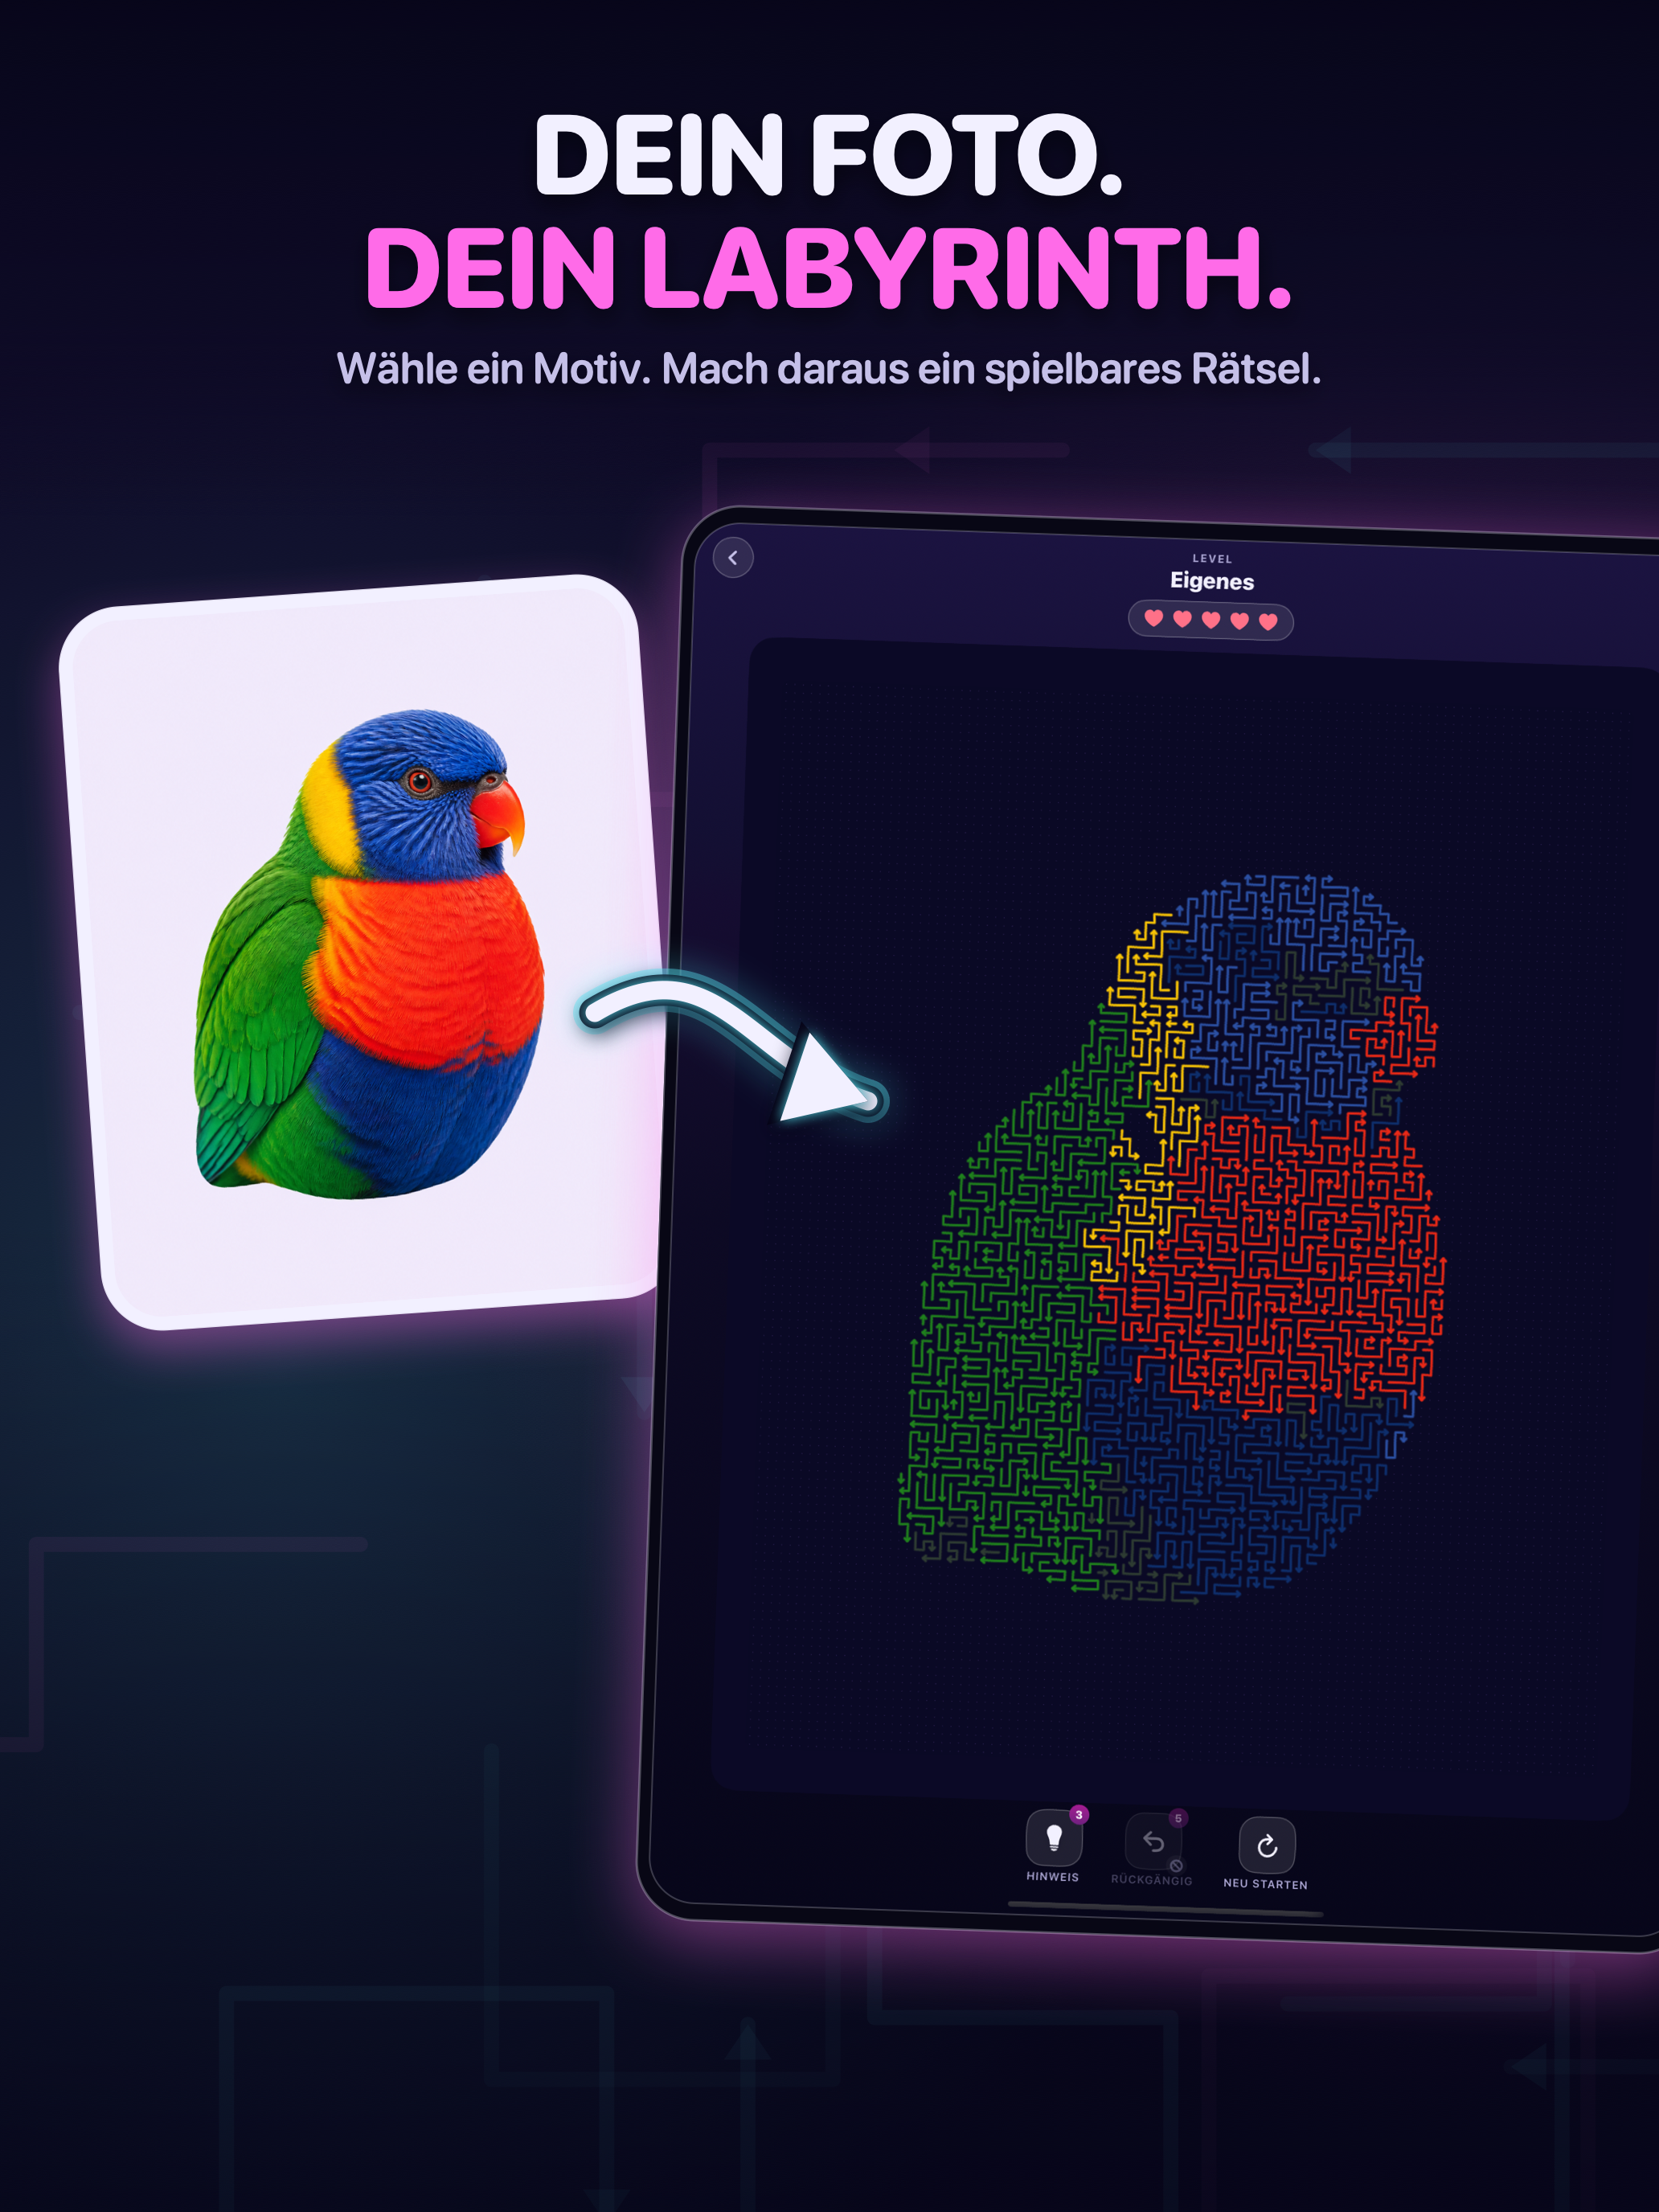 DEIN FOTO.
DEIN LABYRINTH.
Wähle ein Motiv. Mach daraus ein spielbares Rätsel.
LEVEL
Eigenes
3
5
HINWEIS
RÜCKGÄNGIG
NEU STARTEN